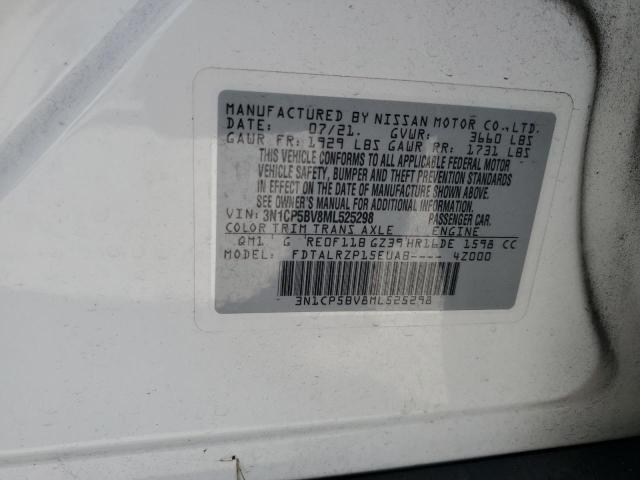 MANUFACTURED BY NISSAN MOTOR CO.,LTD.
DATE: 07/21. GVWR: 3660 LBS
GAWR FR: 1929 LBS GAWR RR: 1731 LBS
THIS VEHICLE CONFORMS TO ALL APPLICABLE FEDERAL MOTOR
VEHICLE SAFETY, BUMPER AND THEFT PREVENTION STANDARDS
IN EFFECT ON THE DATE OF MANUFACTURE SHOWN ABOVE.
SEE OWNER'S MANUAL FOR ADDITIONAL INFORMATION.
VIN: 3N1CP5BV8ML525298 PASSENGER CAR.
COLOR TRIM TRANS AXLE ENGINE
QM1 G RE0F11B GZ39 HR16DE 1598 CC
MODEL: FDTALRZP15EUAB---- 4Z000
3N1CP5BV8ML525298